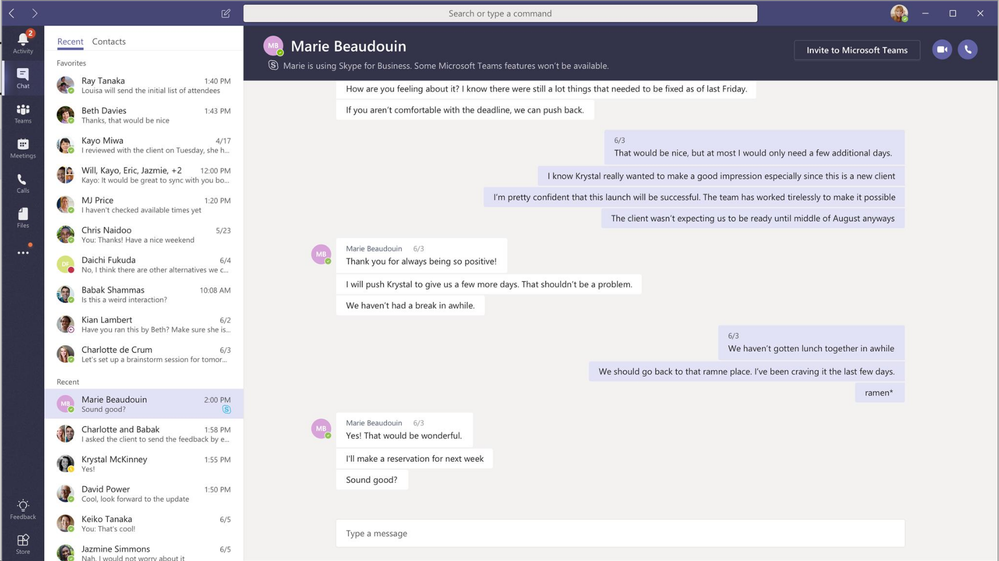 Search or type a command
2
Activity
Chat
Teams
Meetings
Calls
Files
Feedback
Store
Recent Contacts
Favorites
Ray Tanaka 1:40 PM
Louisa will send the initial list of attendees
Beth Davies 1:43 PM
Thanks, that would be nice
Kayo Miwa 4/17
I reviewed with the client on Tuesday, she h...
Will, Kayo, Eric, Jazmie, +2 12:00 PM
Kayo: It would be great to sync with you bo...
MJ Price 1:20 PM
I haven't checked available times yet
Chris Naidoo 5/23
You: Thanks! Have a nice weekend
Daichi Fukuda 6/4
No, I think there are other alternatives we c...
Babak Shammas 10:08 AM
Is this a weird interaction?
Kian Lambert 6/2
Have you ran this by Beth? Make sure she is...
Charlotte de Crum 6/3
Let's set up a brainstorm session for tomor...
Recent
MB
Marie Beaudouin 2:00 PM
Sound good?
Charlotte and Babak 1:58 PM
I asked the client to send the feedback by e...
Krystal McKinney 1:55 PM
Yes!
David Power 1:50 PM
Cool, look forward to the update
Keiko Tanaka 6/5
You: That's cool!
Jazmine Simmons 6/5
Nah, I would not worry about it
MB
Marie Beaudouin
Marie is using Skype for Business. Some Microsoft Teams features won't be available.
Invite to Microsoft Teams
How are you feeling about it? I know there were still a lot things that needed to be fixed as of last Friday.
If you aren't comfortable with the deadline, we can push back.
6/3
That would be nice, but at most I would only need a few additional days.
I know Krystal really wanted to make a good impression especially since this is a new client
I'm pretty confident that this launch will be successful. The team has worked tirelessly to make it possible
The client wasn't expecting us to be ready until middle of August anyways
MB
Marie Beaudouin 6/3
Thank you for always being so positive!
I will push Krystal to give us a few more days. That shouldn't be a problem.
We haven't had a break in awhile.
6/3
We haven't gotten lunch together in awhile
We should go back to that ramne place. I've been craving it the last few days.
ramen*
MB
Marie Beaudouin 6/3
Yes! That would be wonderful.
I'll make a reservation for next week
Sound good?
Type a message